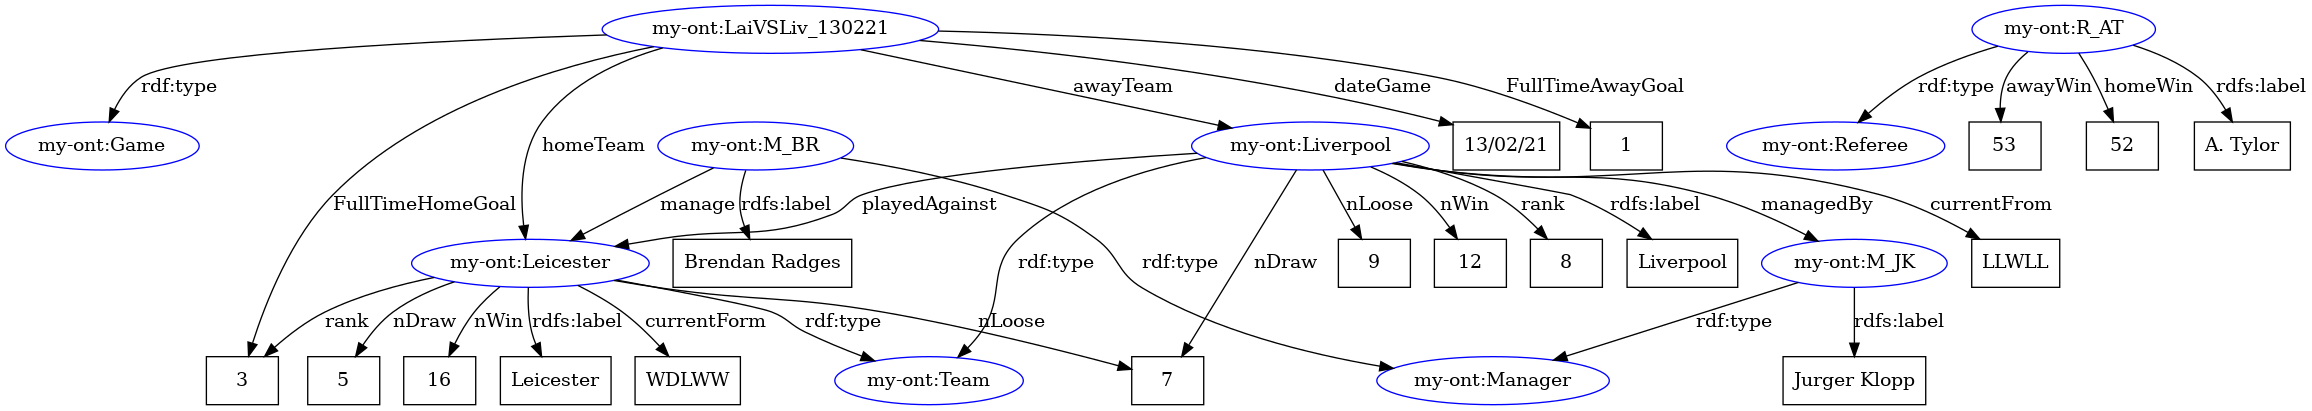 my-ont:LaiVSLiv_130221
my-ont:R_AT
rdf:type
awayTeam
dateGame
FullTimeAwayGoal
rdf:type
awayWin
homeWin
rdfs:label
my-ont:Game
homeTeam
my-ont:M_BR
my-ont:Liverpool
13/02/21
1
my-ont:Referee
53
52
A. Tylor
FullTimeHomeGoal
manage
rdfs:label
playedAgainst
nLoose
nWin
rank
rdfs:label
managedBy
currentFrom
my-ont:Leicester
Brendan Radges
rdf:type
rdf:type
nDraw
9
12
8
Liverpool
my-ont:M_JK
LLWLL
rank
nDraw
nWin
rdfs:label
currentForm
rdf:type
nLoose
rdf:type
rdfs:label
3
5
16
Leicester
WDLWW
my-ont:Team
7
my-ont:Manager
Jurger Klopp